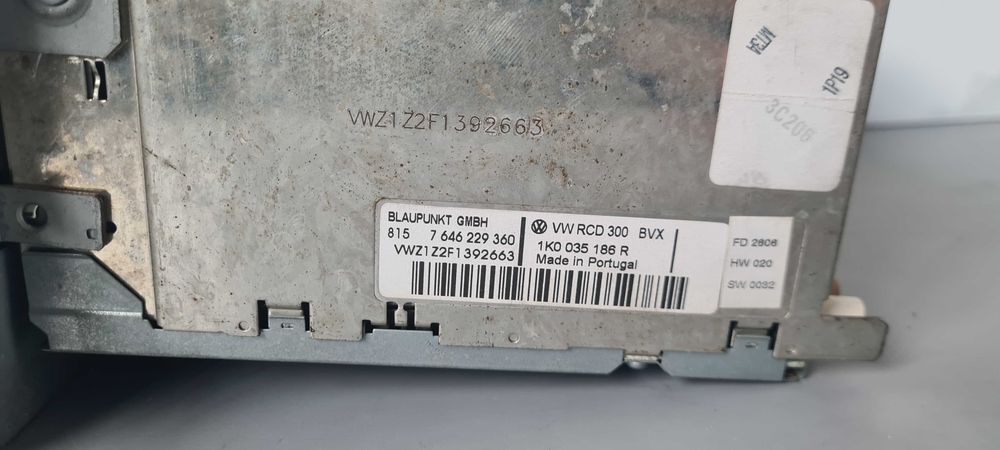 MT3A
1P19
3C206
VWZ1Z2F1392663
BLAUPUNKT GMBH
815 7 646 229 360
VWZ1Z2F1392663
VW RCD 300 BVX
1K0 035 186 R
Made in Portugal
FD 2806
HW 020
SW 0032